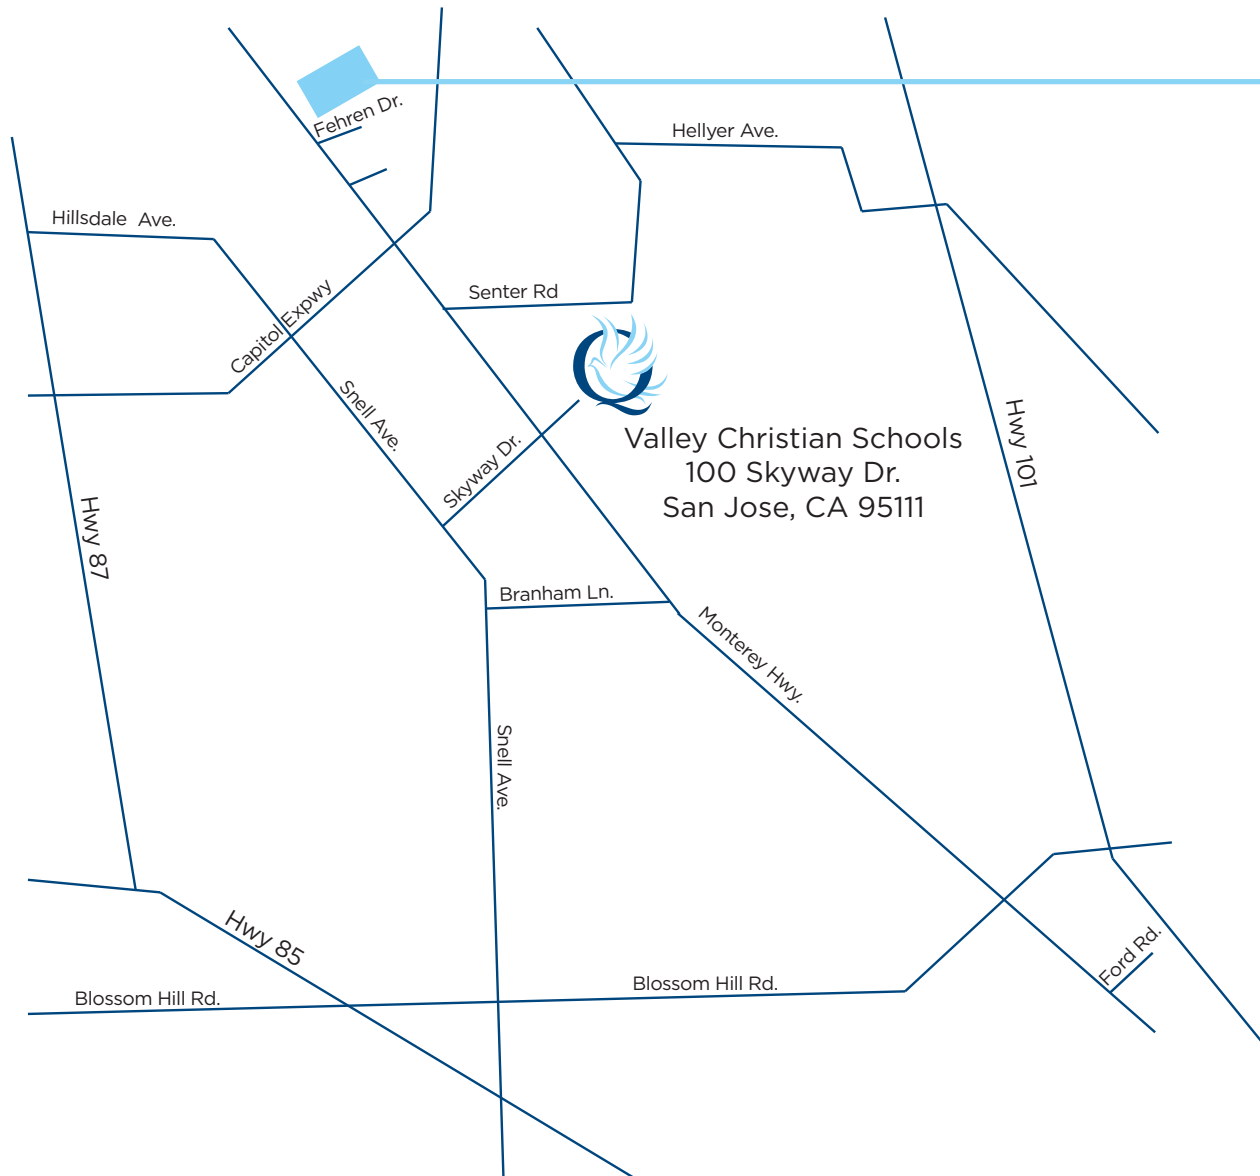 Fehren Dr.
Hellyer Ave.
Hillsdale Ave.
Senter Rd
Capitol Expwy
Snell Ave.
Skyway Dr.
Valley Christian Schools
100 Skyway Dr.
San Jose, CA 95111
Hwy 101
Hwy 87
Branham Ln.
Monterey Hwy.
Snell Ave.
Hwy 85
Ford Rd.
Blossom Hill Rd.
Blossom Hill Rd.